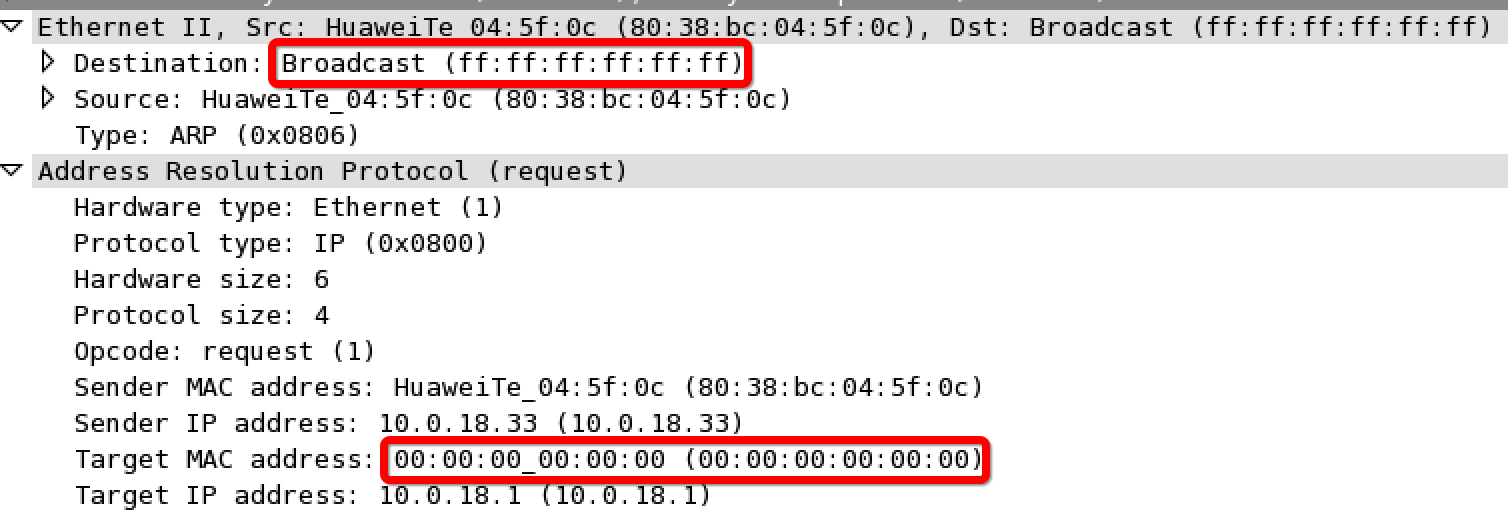 Ethernet II, Src: HuaweiTe_04:5f:0c (80:38:bc:04:5f:0c), Dst: Broadcast (ff:ff:ff:ff:ff:ff)
Destination: Broadcast (ff:ff:ff:ff:ff:ff)
Source: HuaweiTe_04:5f:0c (80:38:bc:04:5f:0c)
Type: ARP (0x0806)
Address Resolution Protocol (request)
Hardware type: Ethernet (1)
Protocol type: IP (0x0800)
Hardware size: 6
Protocol size: 4
Opcode: request (1)
Sender MAC address: HuaweiTe_04:5f:0c (80:38:bc:04:5f:0c)
Sender IP address: 10.0.18.33 (10.0.18.33)
Target MAC address: 00:00:00_00:00:00 (00:00:00:00:00:00)
Target IP address: 10.0.18.1 (10.0.18.1)